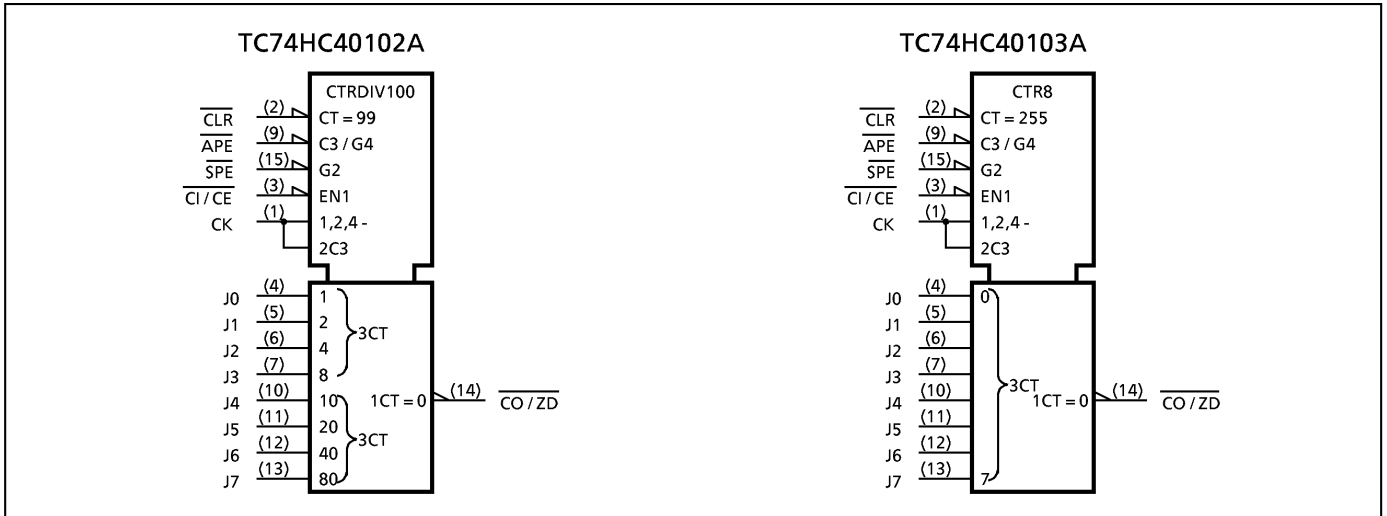 TC74HC40102A
CTRDIV100
CLR (2) CT = 99
APE (9) C3 / G4
SPE (15) G2
CI / CE (3) EN1
CK (1) 1,2,4 -
2C3
J0 (4) 1
J1 (5) 2
3CT
J2 (6) 4
J3 (7) 8
J4 (10) 10 1CT = 0 (14) CO / ZD
J5 (11) 20
3CT
J6 (12) 40
J7 (13) 80
TC74HC40103A
CTR8
CLR (2) CT = 255
APE (9) C3 / G4
SPE (15) G2
CI / CE (3) EN1
CK (1) 1,2,4 -
2C3
J0 (4) 0
J1 (5)
J2 (6)
J3 (7)
3CT
J4 (10) 1CT = 0 (14) CO / ZD
J5 (11)
J6 (12)
J7 (13) 7